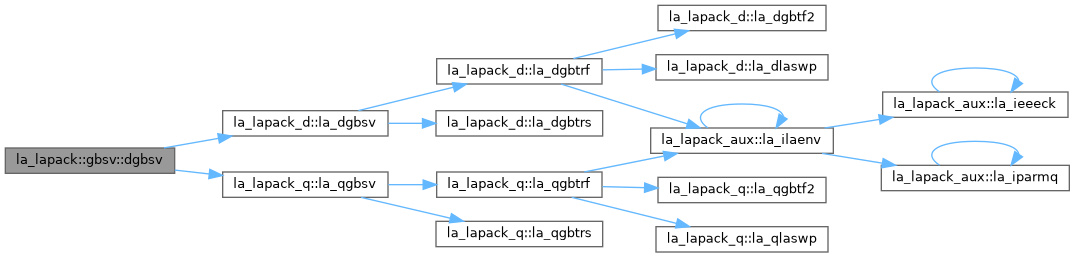 la_lapack::gbsv::dgbsv
la_lapack_d::la_dgbsv
la_lapack_q::la_qgbsv
la_lapack_d::la_dgbtrf
la_lapack_d::la_dgbtrs
la_lapack_q::la_qgbtrf
la_lapack_q::la_qgbtrs
la_lapack_d::la_dgbtf2
la_lapack_d::la_dlaswp
la_lapack_aux::la_ilaenv
la_lapack_q::la_qgbtf2
la_lapack_q::la_qlaswp
la_lapack_aux::la_ieeeck
la_lapack_aux::la_iparmq